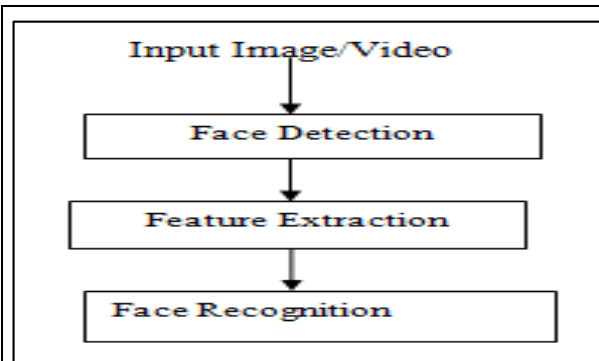 Input Image/Video
Face Detection
Feature Extraction
Face Recognition